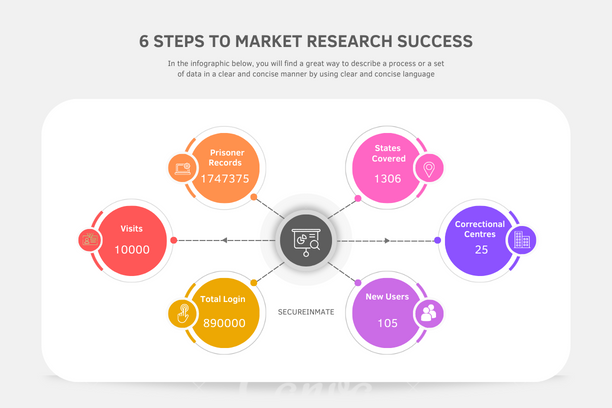 6 STEPS TO MARKET RESEARCH SUCCESS
In the infographic below, you will find a great way to describe a process or a set
of data in a clear and concise manner by using clear and concise language
Prisoner
Records
1747375
States
Covered
1306
Visits
10000
Correctional
Centres
25
Total Login
890000
SECUREINMATE
New Users
105